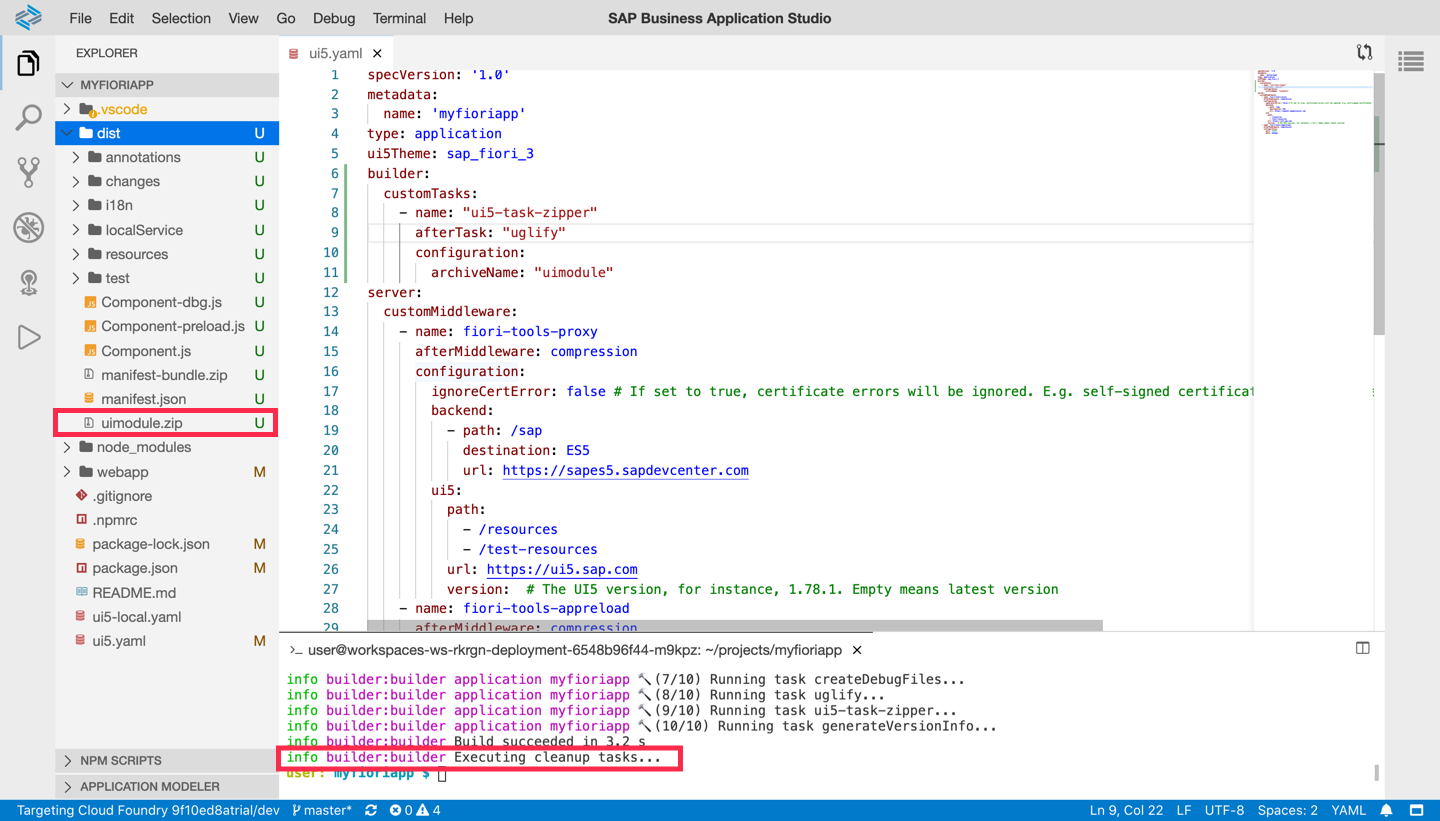 File Edit Selection View Go Debug Terminal Help
SAP Business Application Studio
EXPLORER
MYFIORIAPP
.vscode
dist U
annotations U
changes U
i18n U
localService U
resources U
test U
Component-dbg.js U
Component-preload.js U
Component.js U
manifest-bundle.zip U
manifest.json U
uimodule.zip U
node_modules
webapp M
.gitignore
.npmrc
package-lock.json M
package.json M
README.md
ui5-local.yaml
ui5.yaml M
NPM SCRIPTS
APPLICATION MODELER
ui5.yaml
1 specVersion: '1.0'
2 metadata:
3 name: 'myfioriapp'
4 type: application
5 ui5Theme: sap_fiori_3
6 builder:
7 customTasks:
8 - name: "ui5-task-zipper"
9 afterTask: "uglify"
10 configuration:
11 archiveName: "uimodule"
12 server:
13 customMiddleware:
14 - name: fiori-tools-proxy
15 afterMiddleware: compression
16 configuration:
17 ignoreCertError: false # If set to true, certificate errors will be ignored. E.g. self-signed certificat
18 backend:
19 - path: /sap
20 destination: ES5
21 url: https://sapes5.sapdevcenter.com
22 ui5:
23 path:
24 - /resources
25 - /test-resources
26 url: https://ui5.sap.com
27 version: # The UI5 version, for instance, 1.78.1. Empty means latest version
28 - name: fiori-tools-appreload
29 afterMiddleware: compression
>_ user@workspaces-ws-rkrgn-deployment-6548b96f44-m9kpz: ~/projects/myfioriapp
info builder:builder application myfioriapp 🔨 (7/10) Running task createDebugFiles...
info builder:builder application myfioriapp 🔨 (8/10) Running task uglify...
info builder:builder application myfioriapp 🔨 (9/10) Running task ui5-task-zipper...
info builder:builder application myfioriapp 🔨 (10/10) Running task generateVersionInfo...
info builder:builder Build succeeded in 3.2 s
info builder:builder Executing cleanup tasks...
user: myfioriapp $
Targeting Cloud Foundry 9f10ed8atrial/dev master* 0 4
Ln 9, Col 22 LF UTF-8 Spaces: 2 YAML